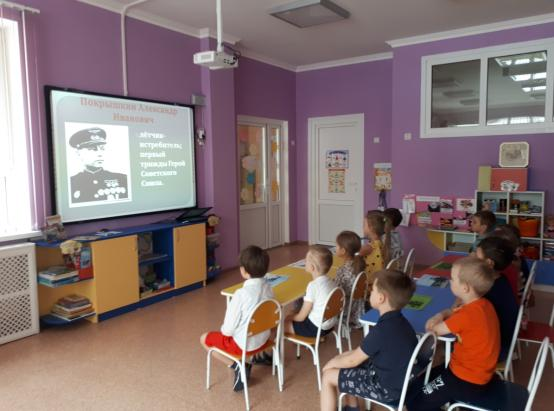 Покрышкин Александр
Иванович
лётчик-
истребитель;
первый
трижды Герой
Советского
Союза.